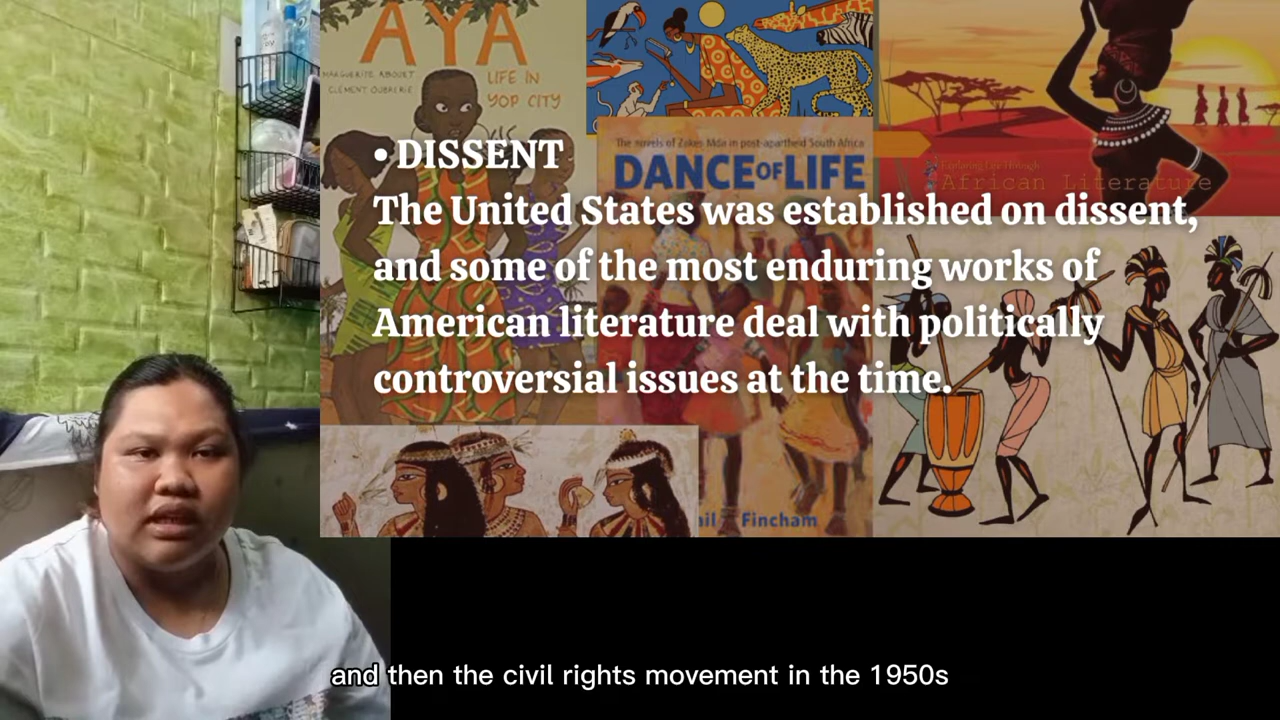 AYA
MARGUERITE ABOUET
CLÉMENT OUBRERIE
LIFE IN
YOP CITY
• DISSENT
The United States was established on dissent,
and some of the most enduring works of
American literature deal with politically
controversial issues at the time.
The novels of Zakes Mda in post-apartheid South Africa
DANCE OF LIFE
Fincham
African Literature
and then the civil rights movement in the 1950s